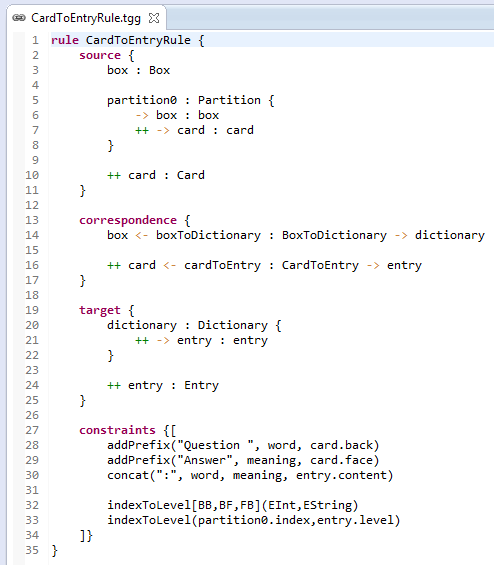 CardToEntryRule.tgg
1 rule CardToEntryRule {
2 source {
3 box : Box
4
5 partition0 : Partition {
6 -> box : box
7 ++ -> card : card
8 }
9
10 ++ card : Card
11 }
12
13 correspondence {
14 box <- boxToDictionary : BoxToDictionary -> dictionary
15
16 ++ card <- cardToEntry : CardToEntry -> entry
17 }
18
19 target {
20 dictionary : Dictionary {
21 ++ -> entry : entry
22 }
23
24 ++ entry : Entry
25 }
26
27 constraints {[
28 addPrefix("Question ", word, card.back)
29 addPrefix("Answer", meaning, card.face)
30 concat(":", word, meaning, entry.content)
31
32 indexToLevel[BB,BF,FB](EInt,EString)
33 indexToLevel(partition0.index,entry.level)
34 ]}
35 }